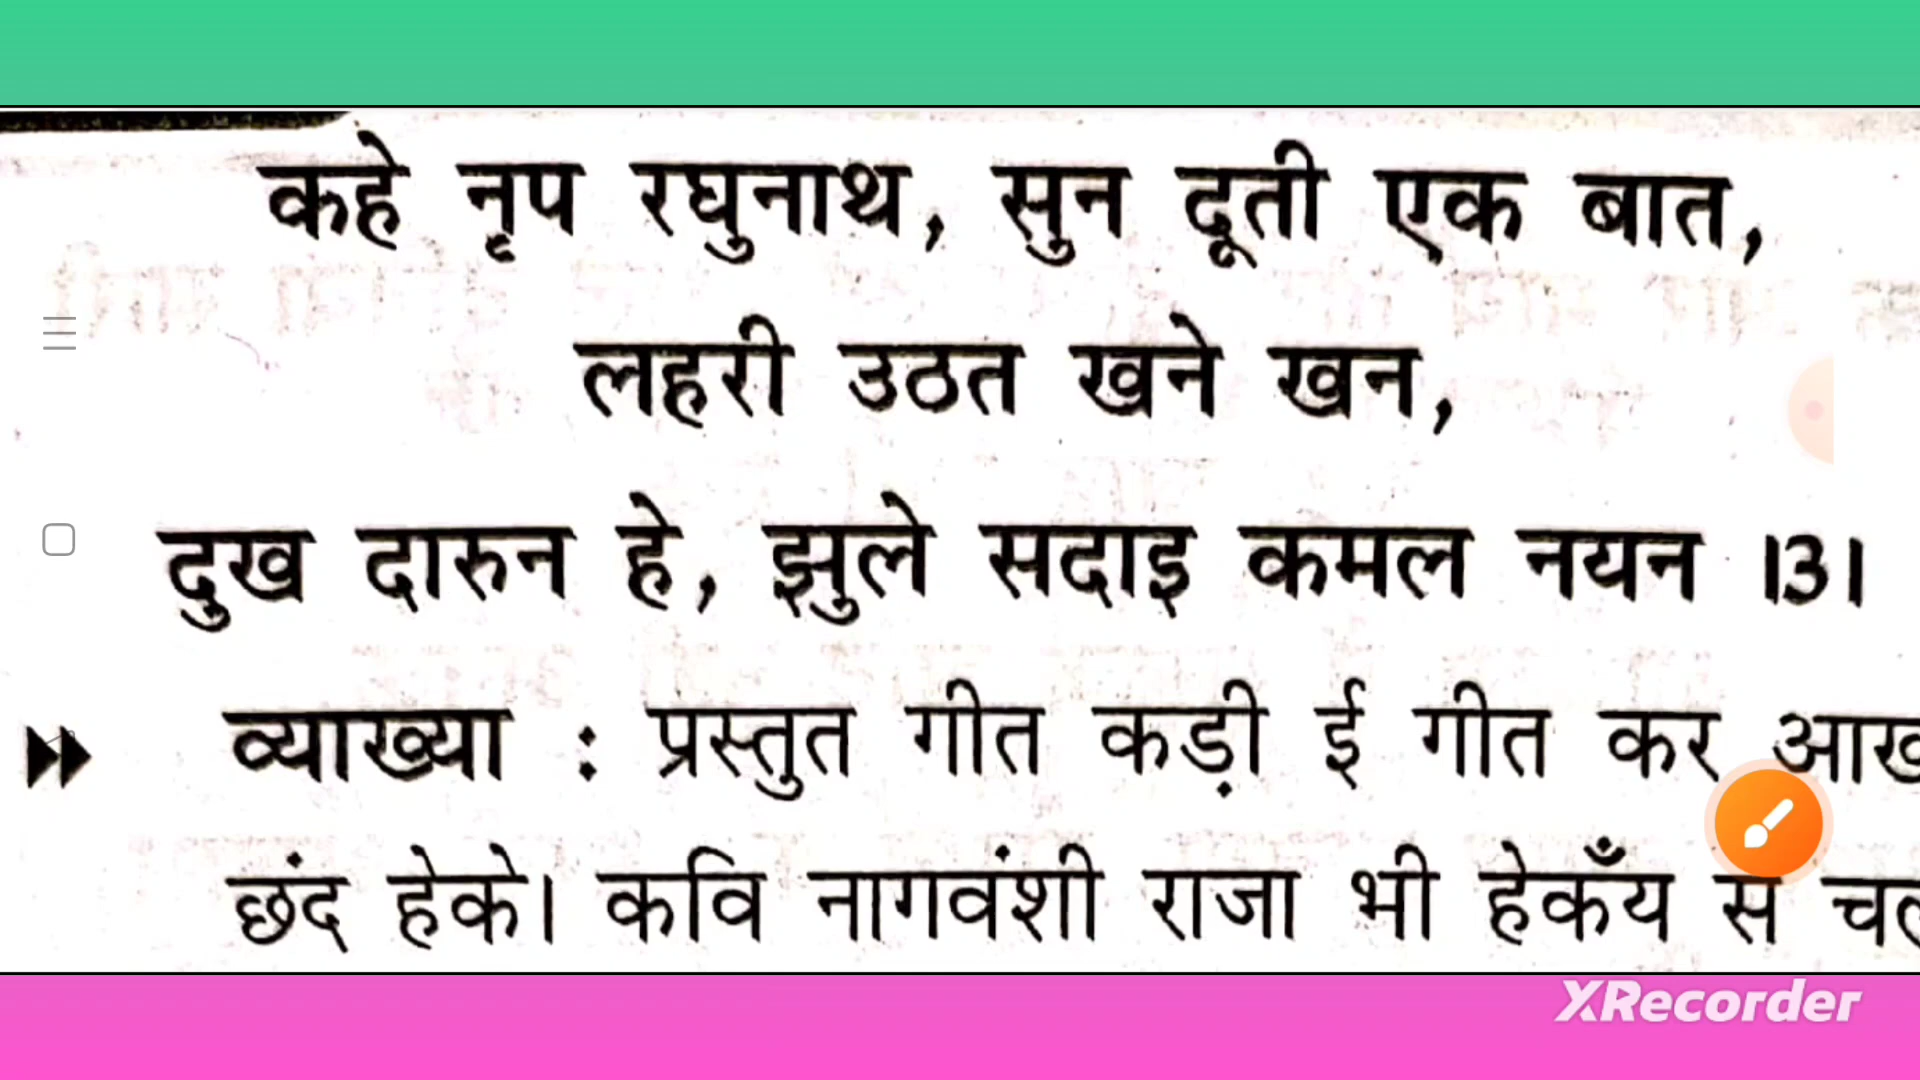 कहे नृप रघुनाथ, सुन दूती एक बात,
लहरी उठत खने खन,
दुख दारुन हे, झुले सदाइ कमल नयन ।3।
व्याख्या : प्रस्तुत गीत कड़ी ई गीत कर
छंद हेके। कवि नागवंशी राजा भी हेकँय
XRecorder